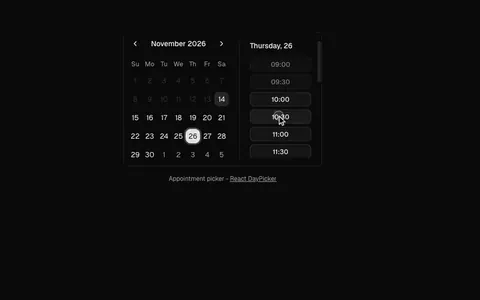 November 2026
Su Mo Tu We Th Fr Sa
1 2 3 4 5 6 7
8 9 10 11 12 13 14
15 16 17 18 19 20 21
22 23 24 25 26 27 28
29 30 1 2 3 4 5
Thursday, 26
09:00
09:30
10:00
10:30
11:00
11:30
Appointment picker - React DayPicker